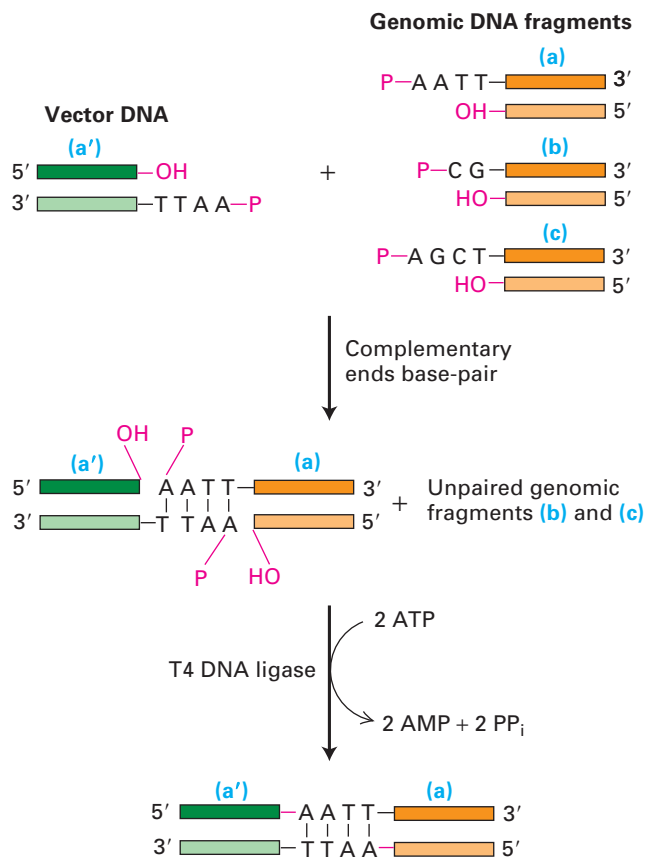 Genomic DNA fragments
(a)
P–A A T T– 3′
OH– 5′
Vector DNA
(a′)
5′ –OH
3′ –T T A A–P
+
(b)
P–C G– 3′
HO– 5′
(c)
P–A G C T– 3′
HO– 5′
Complementary
ends base-pair
OH P
(a′) (a)
5′ A A T T– 3′
3′ –T T A A 5′
P HO
+ Unpaired genomic
fragments (b) and (c)
T4 DNA ligase
2 ATP
2 AMP + 2 PPi
(a′) (a)
5′ –A A T T– 3′
3′ –T T A A– 5′